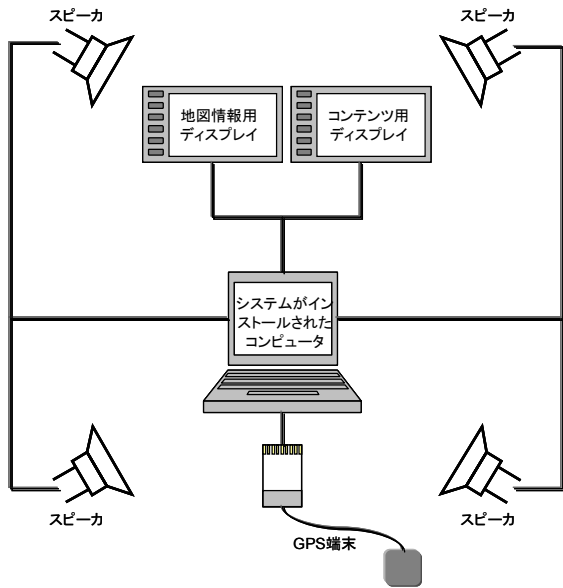 スピーカ
スピーカ
地図情報用
ディスプレイ
コンテンツ用
ディスプレイ
システムがイン
ストールされた
コンピュータ
スピーカ
スピーカ
GPS端末